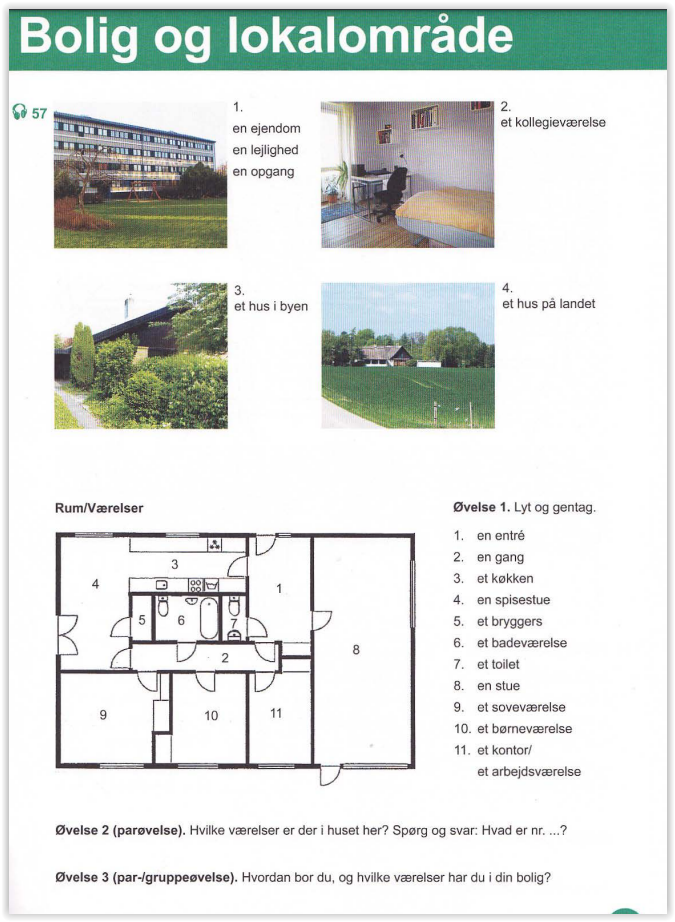 Bolig og lokalområde
57
1.
en ejendom
en lejlighed
en opgang
2.
et kollegieværelse
3.
et hus i byen
4.
et hus på landet
Rum/Værelser
3
4
1
5
6
7
2
8
9
10
11
Øvelse 1. Lyt og gentag.
1. en entré
2. en gang
3. et køkken
4. en spisestue
5. et bryggers
6. et badeværelse
7. et toilet
8. en stue
9. et soveværelse
10. et børneværelse
11. et kontor/
et arbejdsværelse
Øvelse 2 (parøvelse). Hvilke værelser er der i huset her? Spørg og svar: Hvad er nr. ...?
Øvelse 3 (par-/gruppeøvelse). Hvordan bor du, og hvilke værelser har du i din bolig?